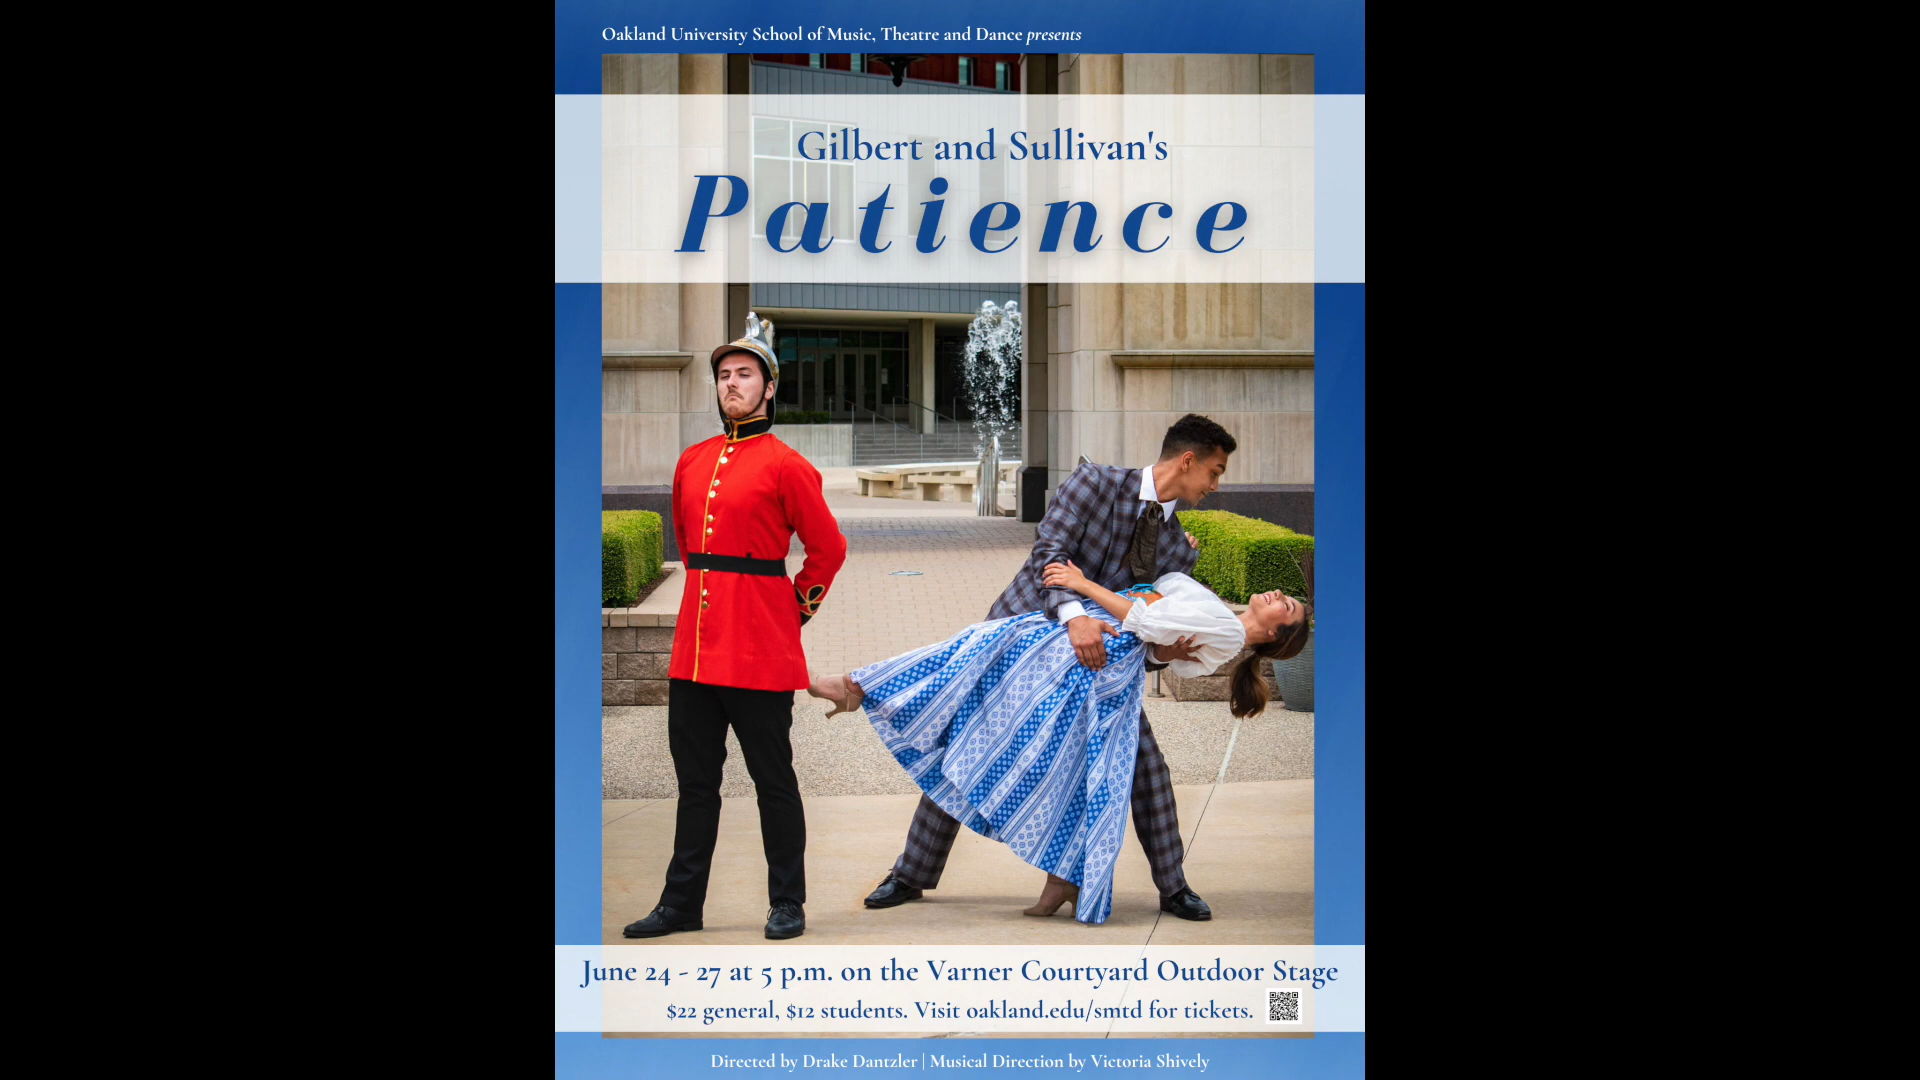 Oakland University School of Music, Theatre and Dance presents
Gilbert and Sullivan's
Patience
June 24 - 27 at 5 p.m. on the Varner Courtyard Outdoor Stage
$22 general, $12 students. Visit oakland.edu/smtd for tickets.
Directed by Drake Dantzler | Musical Direction by Victoria Shively